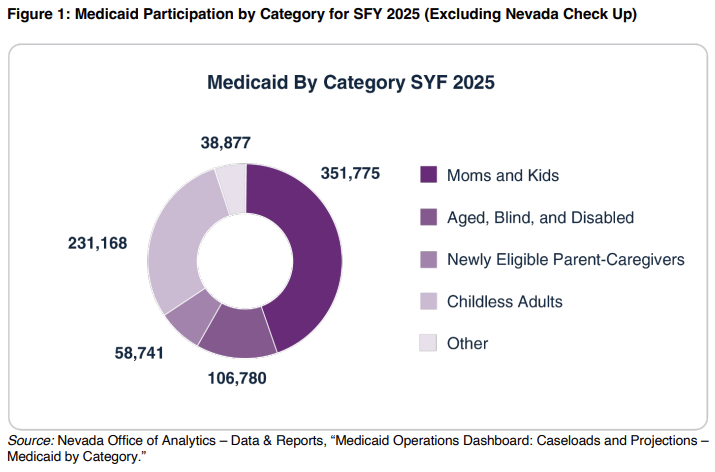 Figure 1: Medicaid Participation by Category for SFY 2025 (Excluding Nevada Check Up)
Medicaid By Category SYF 2025
38,877
351,775
231,168
58,741
106,780
Moms and Kids
Aged, Blind, and Disabled
Newly Eligible Parent-Caregivers
Childless Adults
Other
Source: Nevada Office of Analytics – Data & Reports, “Medicaid Operations Dashboard: Caseloads and Projections –
Medicaid by Category.”